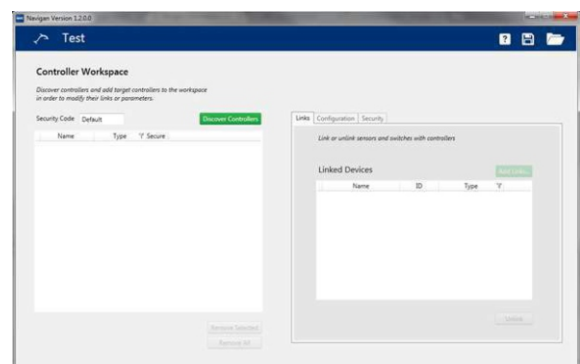 Navigan Version 1.2.0.0
Test
Controller Workspace
Discover controllers and add target controllers to the workspace
in order to modify their links or parameters.
Security Code Default Discover Controllers
Name Type Secure
Remove Selected
Remove All
Links Configuration Security
Link or unlink sensors and switches with controllers
Linked Devices Add Link...
Name ID Type
Unlink